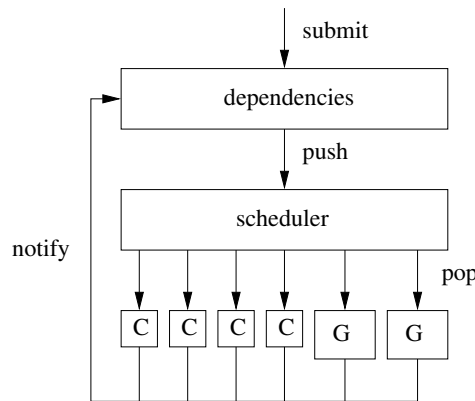 submit
dependencies
push
scheduler
notify
pop
C C C C G G